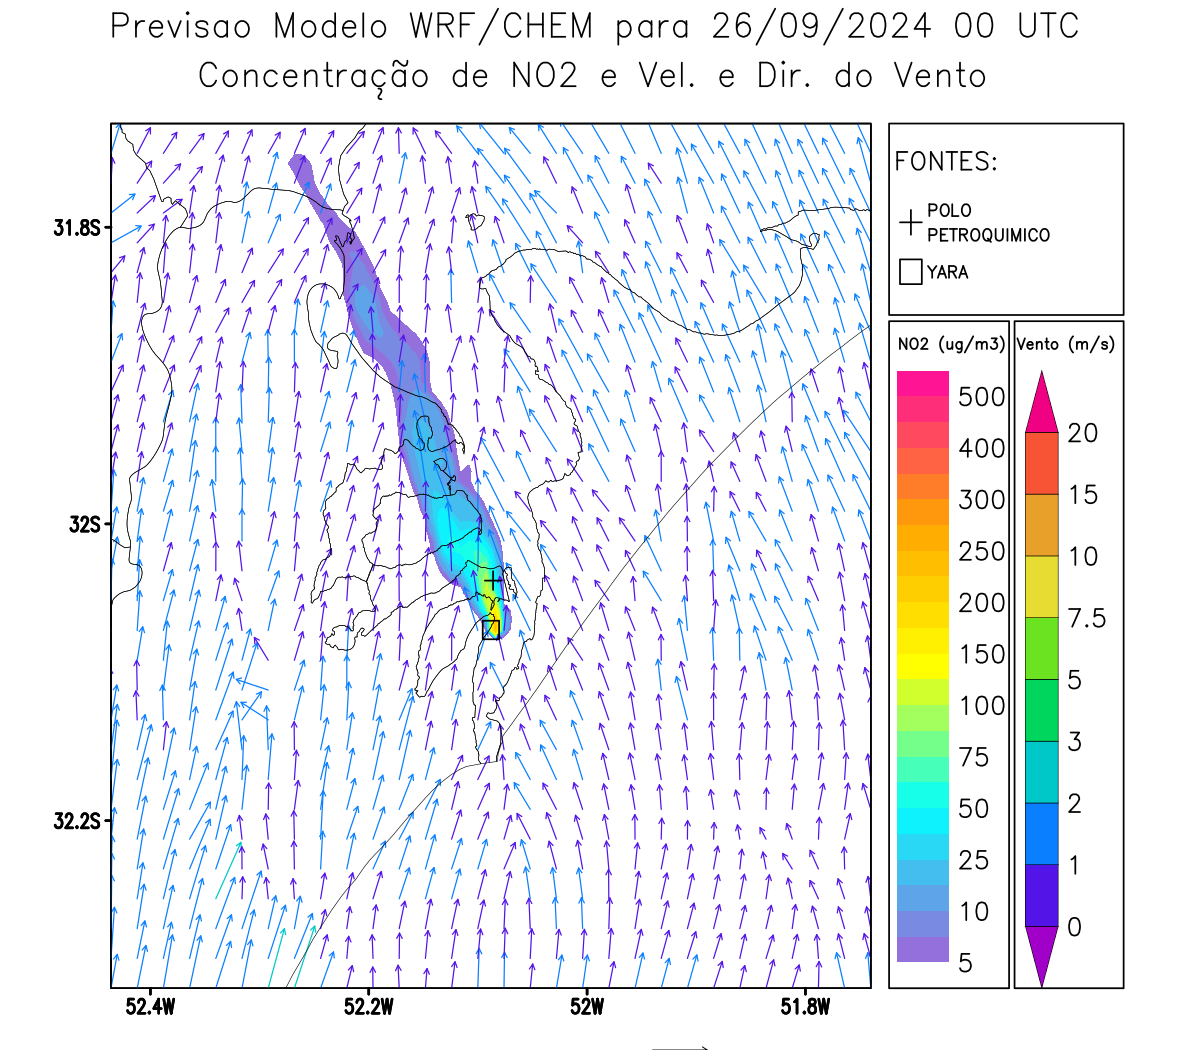 Previsao Modelo WRF/CHEM para 26/09/2024 00 UTC
Concentração de NO2 e Vel. e Dir. do Vento
FONTES:
POLO
PETROQUIMICO
YARA
NO2 (ug/m3)
500
400
300
250
200
150
100
75
50
25
10
5
Vento (m/s)
20
15
10
7.5
5
3
2
1
0
31.8S
32S
32.2S
52.4W
52.2W
52W
51.8W